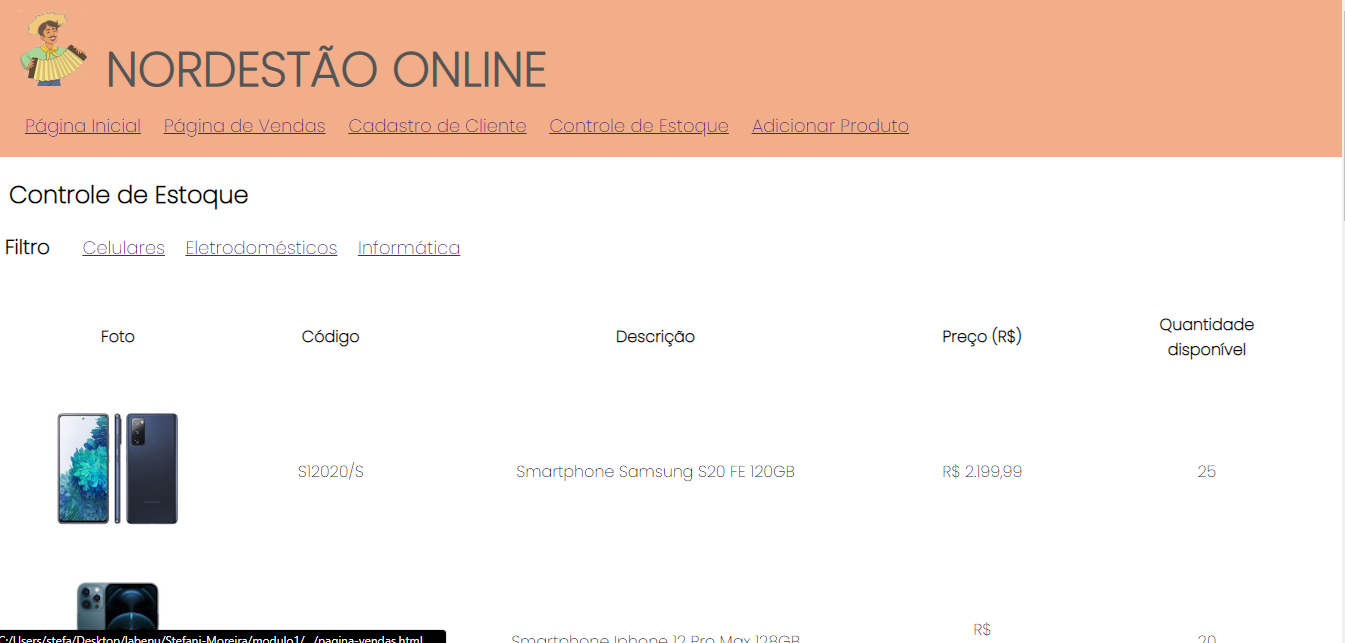 NORDESTÃO ONLINE
Página Inicial Página de Vendas Cadastro de Cliente Controle de Estoque Adicionar Produto
Controle de Estoque
Filtro Celulares Eletrodomésticos Informática
Foto Código Descrição Preço (R$) Quantidade disponível
S12020/S Smartphone Samsung S20 FE 120GB R$ 2.199,99 25
R$
Smartphone Iphone 12 Pro Max 128GB 20
C:/Users/stefa/Desktop/labenu/Stefani-Moreira/modulo1/.../pagina-vendas.html